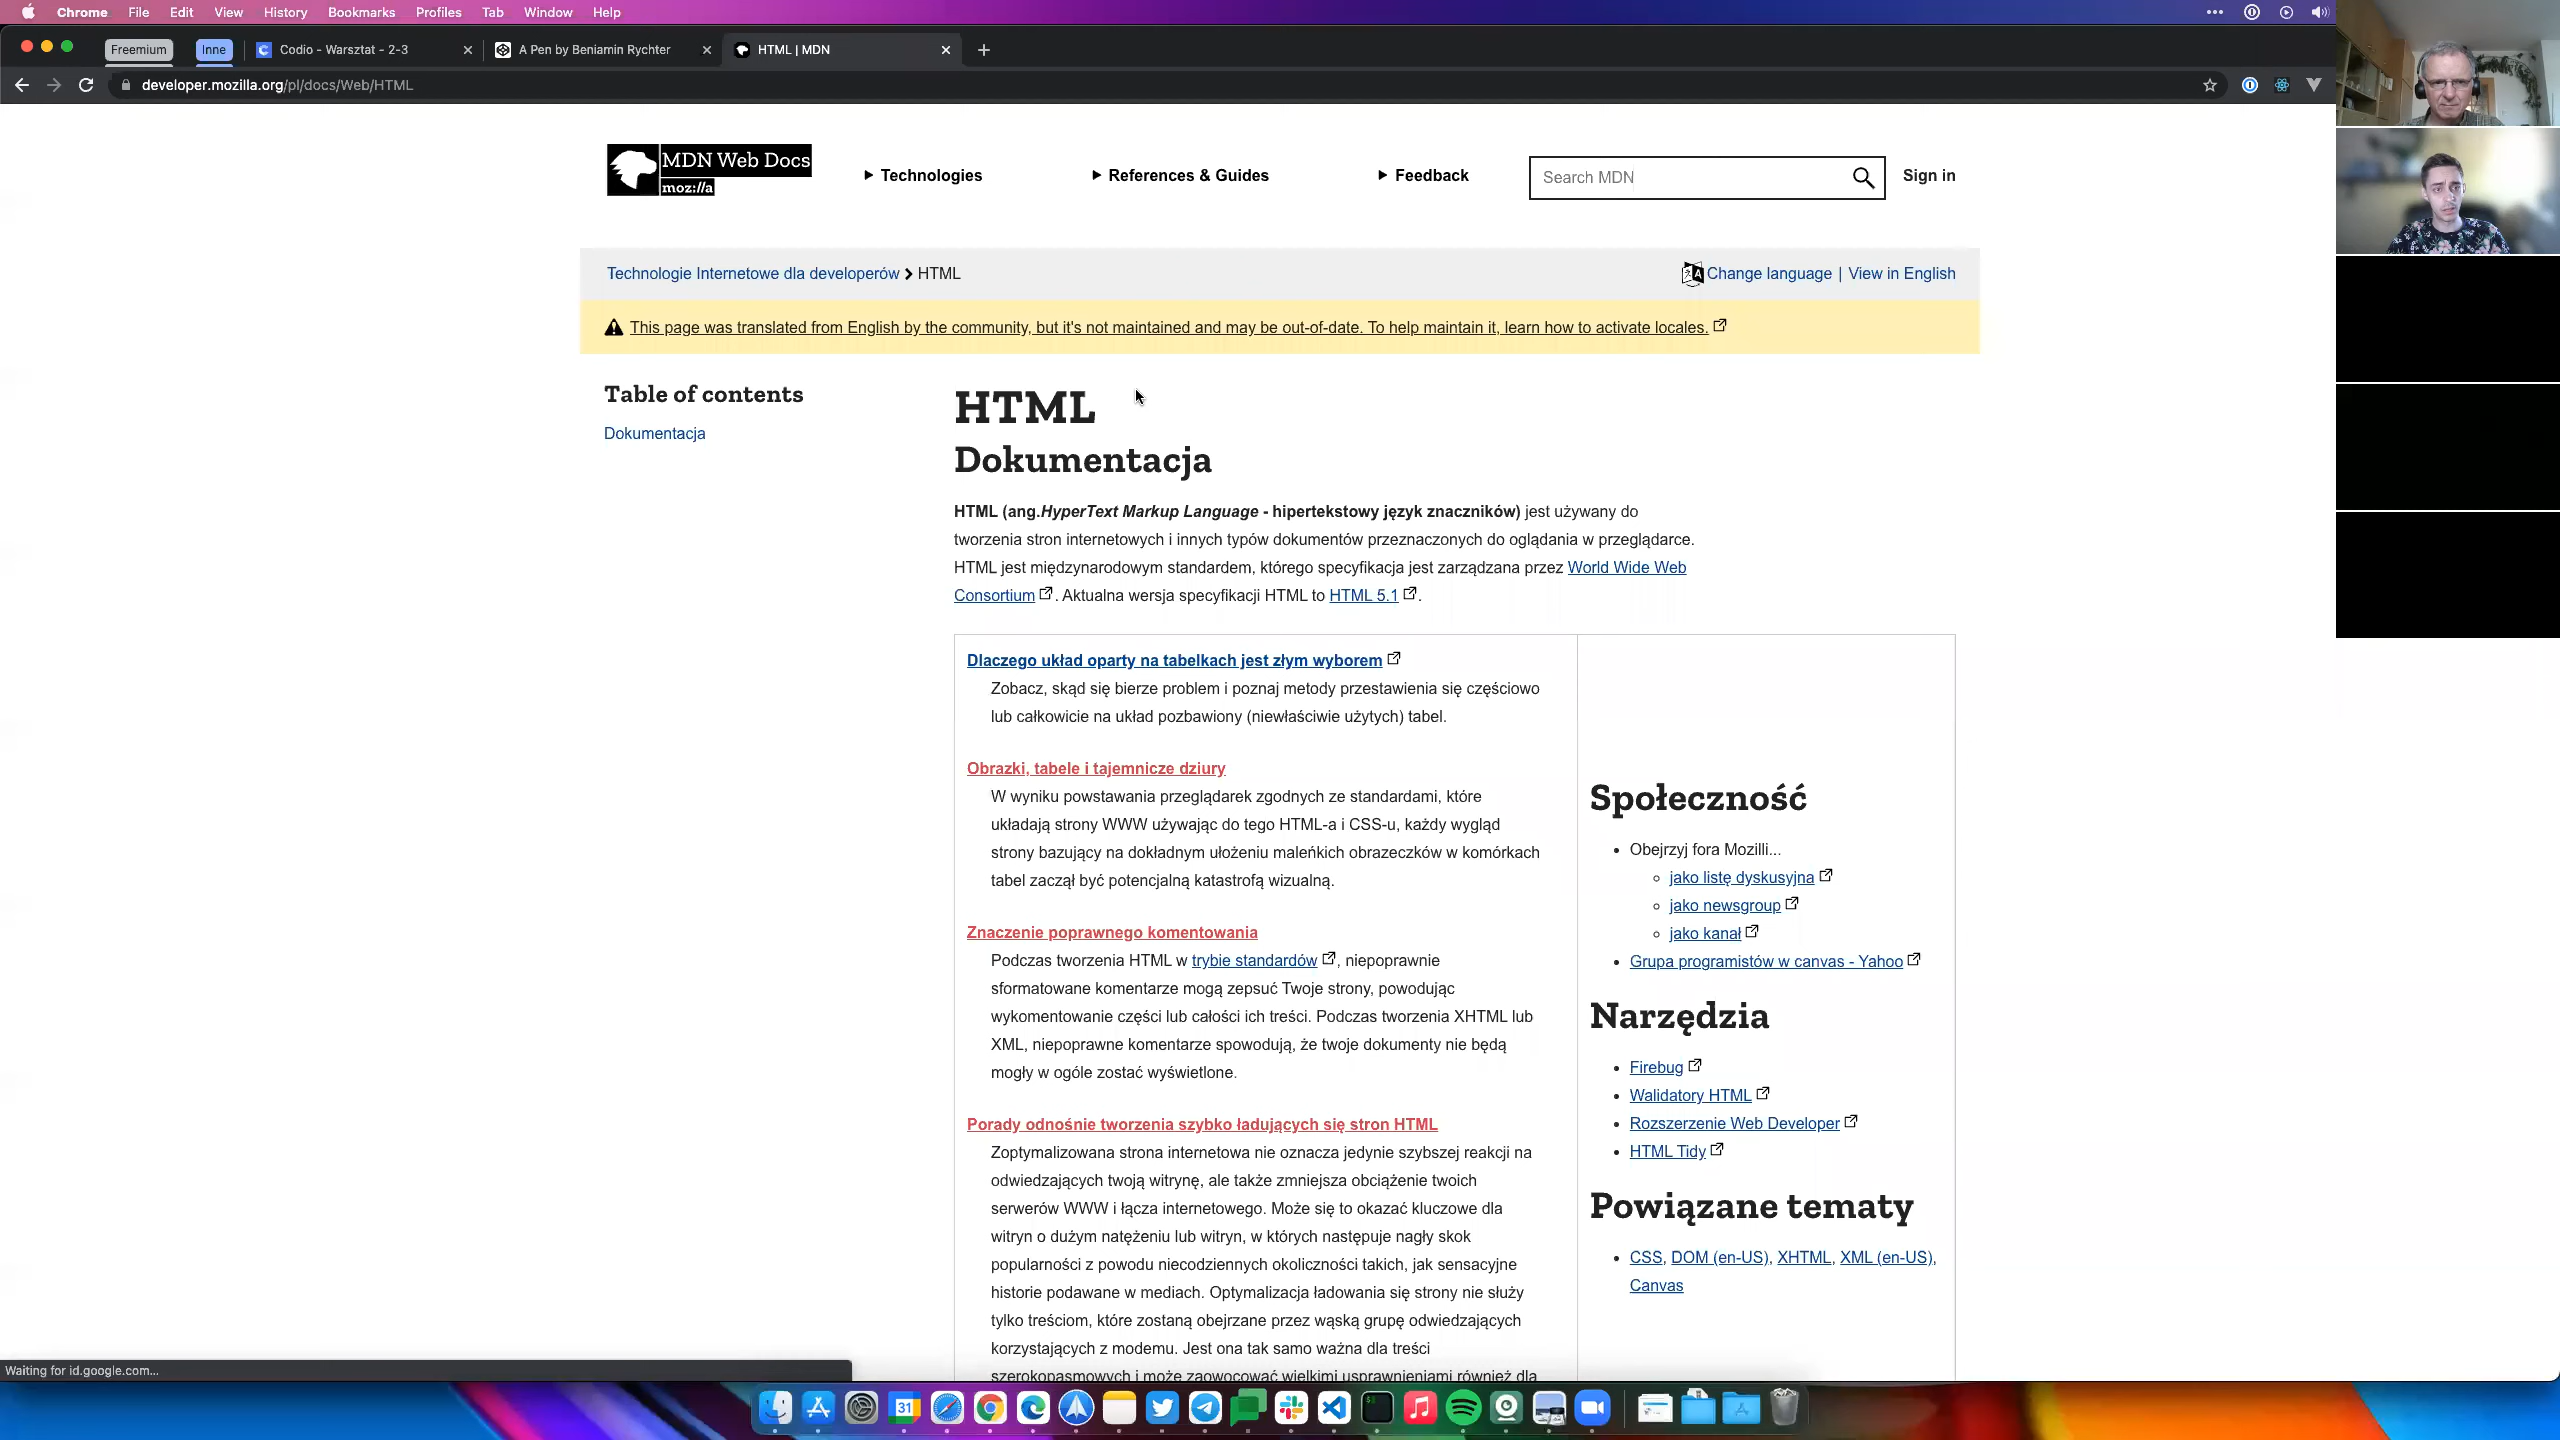 Chrome File Edit View History Bookmarks Profiles Tab Window Help
Freemium Inne Codio - Warsztat - 2-3 A Pen by Beniamin Rychter HTML | MDN
developer.mozilla.org/pl/docs/Web/HTML
MDN Web Docs
moz://a
Technologies References & Guides Feedback Search MDN Sign in
Technologie Internetowe dla developerów HTML Change language | View in English
This page was translated from English by the community, but it's not maintained and may be out-of-date. To help maintain it, learn how to activate locales.
Table of contents
Dokumentacja
HTML
Dokumentacja
HTML (ang.HyperText Markup Language - hipertekstowy język znaczników) jest używany do
tworzenia stron internetowych i innych typów dokumentów przeznaczonych do oglądania w przeglądarce.
HTML jest międzynarodowym standardem, którego specyfikacja jest zarządzana przez World Wide Web
Consortium . Aktualna wersja specyfikacji HTML to HTML 5.1 .
Dlaczego układ oparty na tabelkach jest złym wyborem
Zobacz, skąd się bierze problem i poznaj metody przestawienia się częściowo
lub całkowicie na układ pozbawiony (niewłaściwie użytych) tabel.
Obrazki, tabele i tajemnicze dziury
W wyniku powstawania przeglądarek zgodnych ze standardami, które
układają strony WWW używając do tego HTML-a i CSS-u, każdy wygląd
strony bazujący na dokładnym ułożeniu maleńkich obrazeczków w komórkach
tabel zaczął być potencjalną katastrofą wizualną.
Znaczenie poprawnego komentowania
Podczas tworzenia HTML w trybie standardów , niepoprawnie
sformatowane komentarze mogą zepsuć Twoje strony, powodując
wykomentowanie części lub całości ich treści. Podczas tworzenia XHTML lub
XML, niepoprawne komentarze spowodują, że twoje dokumenty nie będą
mogły w ogóle zostać wyświetlone.
Porady odnośnie tworzenia szybko ładujących się stron HTML
Zoptymalizowana strona internetowa nie oznacza jedynie szybszej reakcji na
odwiedzających twoją witrynę, ale także zmniejsza obciążenie twoich
serwerów WWW i łącza internetowego. Może się to okazać kluczowe dla
witryn o dużym natężeniu lub witryn, w których następuje nagły skok
popularności z powodu niecodziennych okoliczności takich, jak sensacyjne
historie podawane w mediach. Optymalizacja ładowania się strony nie służy
tylko treściom, które zostaną obejrzane przez wąską grupę odwiedzających
korzystających z modemu. Jest ona tak samo ważna dla treści
szerokopasmowych i może zaowocować wielkimi usprawnieniami również dla
Społeczność
Obejrzyj fora Mozilli...
jako listę dyskusyjna
jako newsgroup
jako kanał
Grupa programistów w canvas - Yahoo
Narzędzia
Firebug
Walidatory HTML
Rozszerzenie Web Developer
HTML Tidy
Powiązane tematy
CSS, DOM (en-US), XHTML, XML (en-US),
Canvas
Waiting for id.google.com...
31